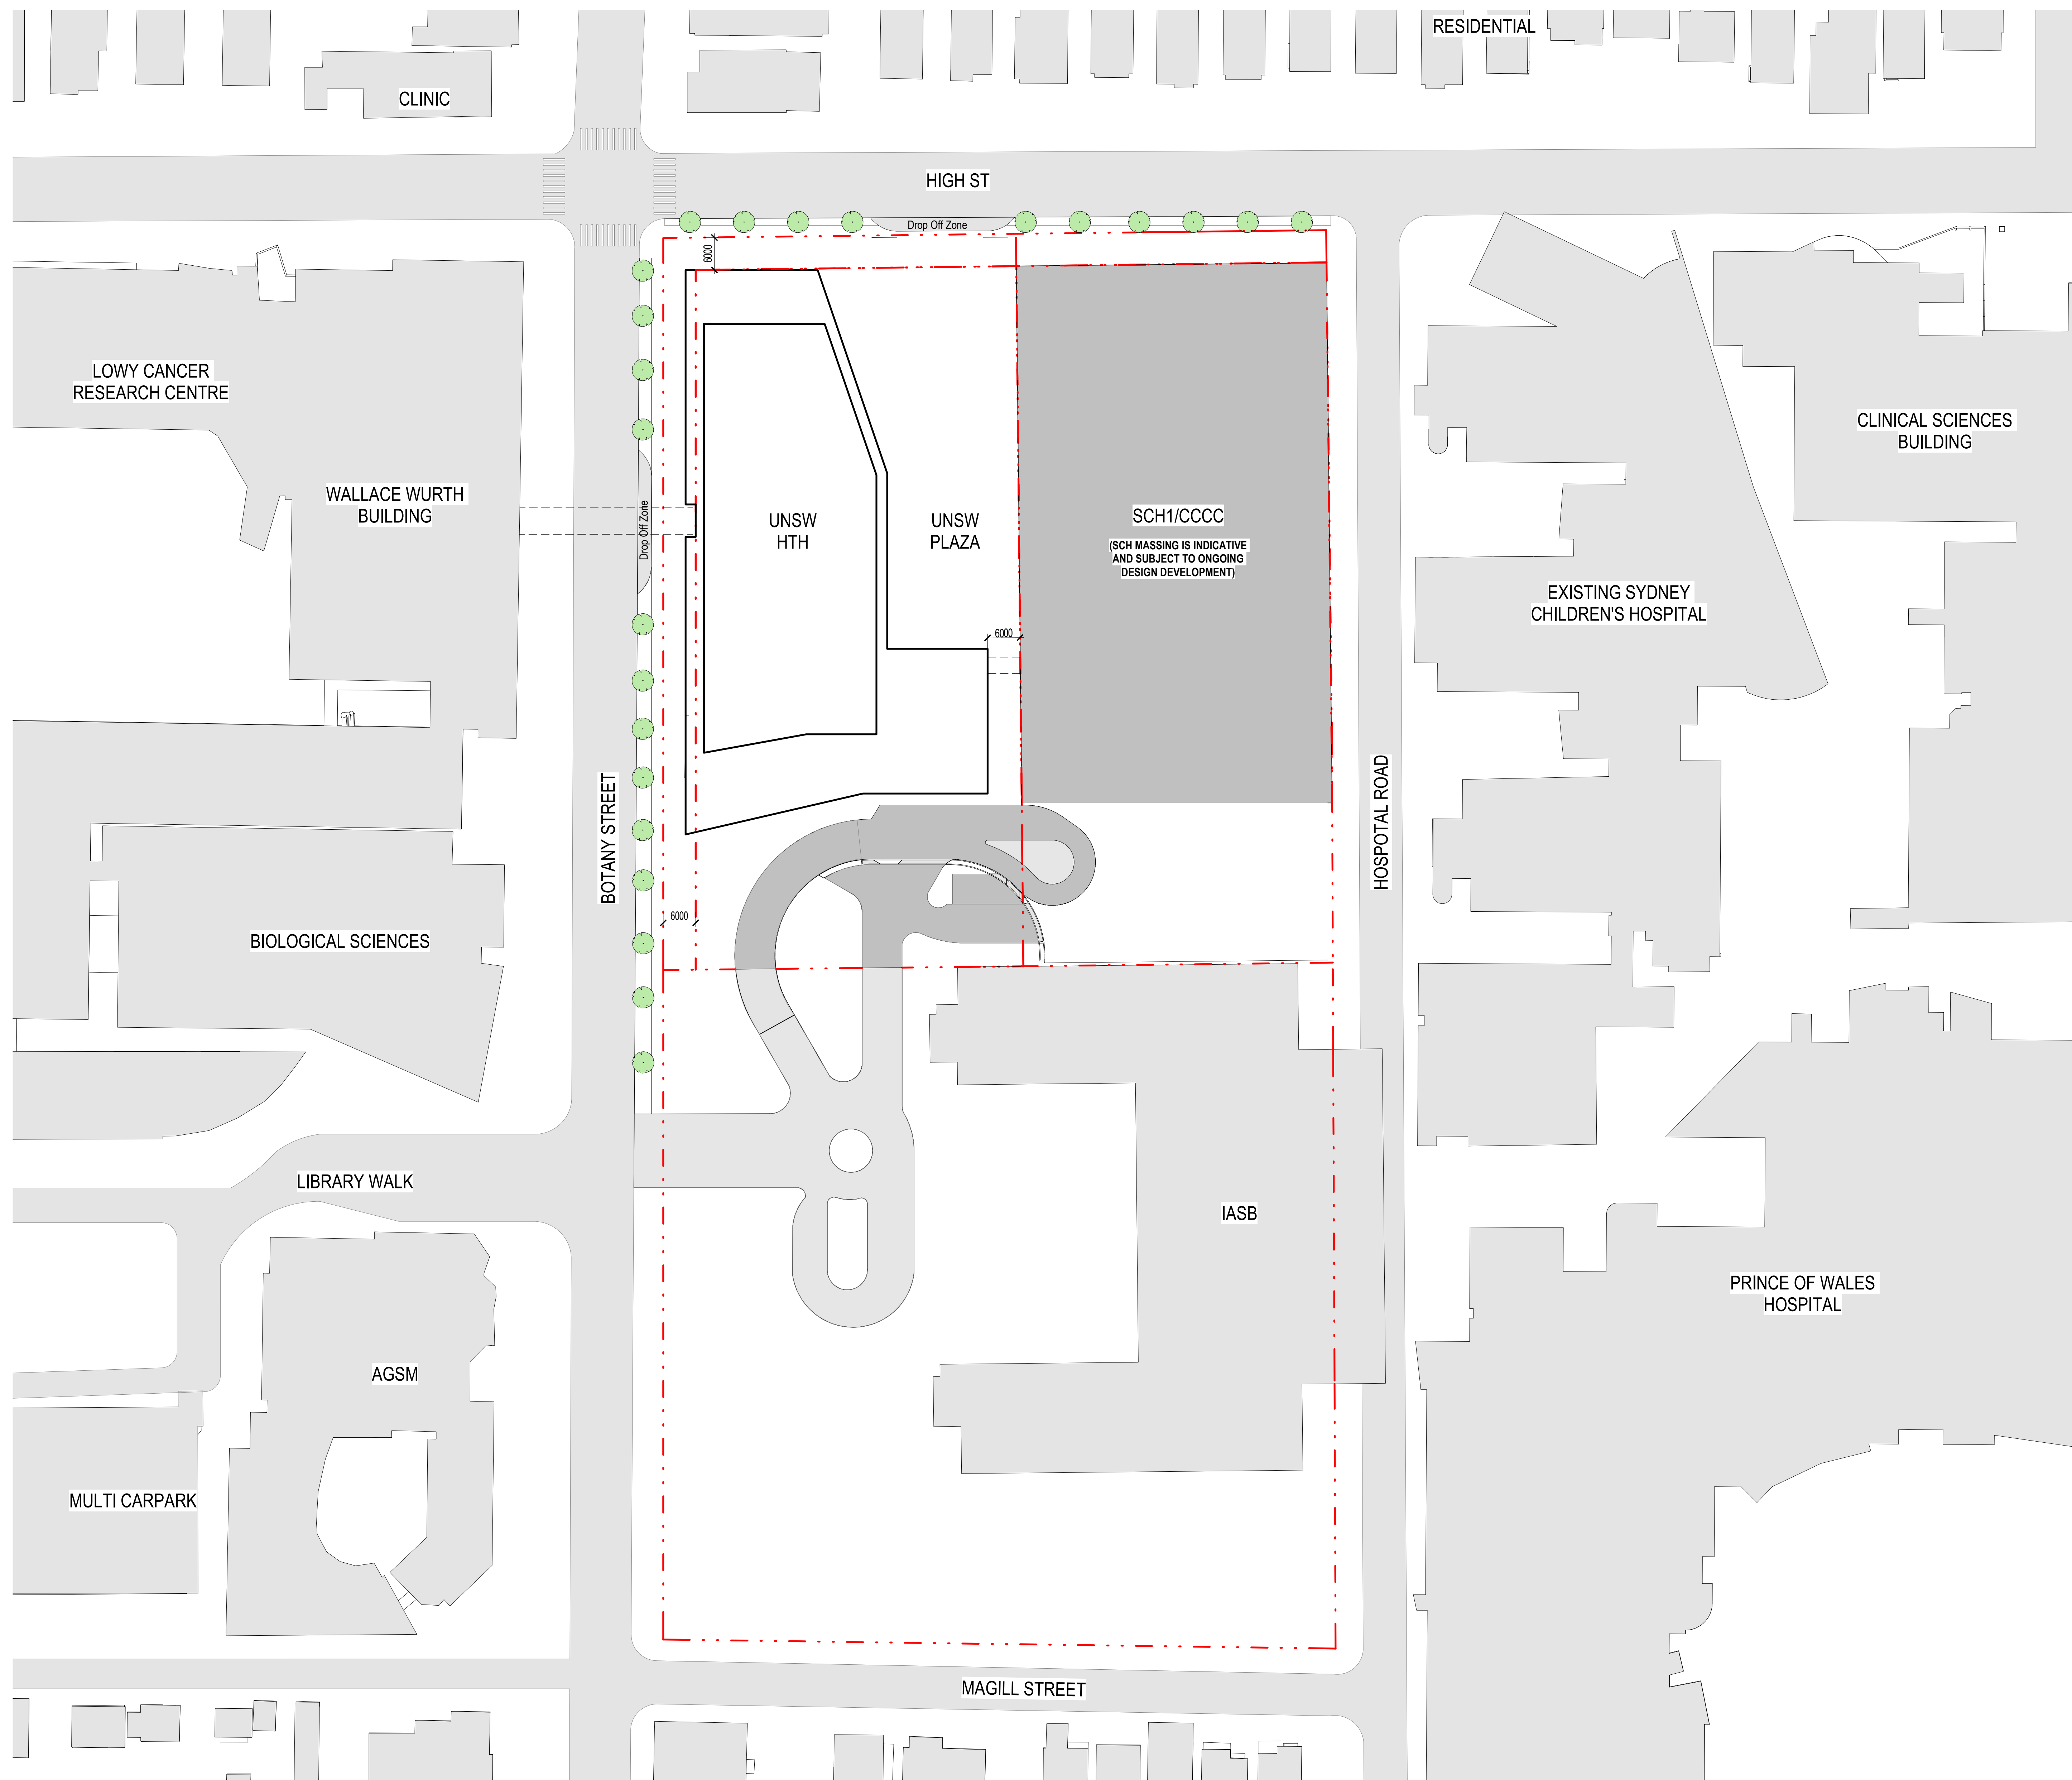 RESIDENTIAL
CLINIC
HIGH ST
Drop Off Zone
6000
LOWY CANCER
RESEARCH CENTRE
CLINICAL SCIENCES
BUILDING
WALLACE WURTH
BUILDING
Drop Off Zone
UNSW
HTH
UNSW
PLAZA
SCH1/CCCC
(SCH MASSING IS INDICATIVE
AND SUBJECT TO ONGOING
DESIGN DEVELOPMENT)
EXISTING SYDNEY
CHILDREN'S HOSPITAL
6000
BOTANY STREET
HOSPOTAL ROAD
6000
BIOLOGICAL SCIENCES
LIBRARY WALK
IASB
PRINCE OF WALES
HOSPITAL
AGSM
MULTI CARPARK
MAGILL STREET